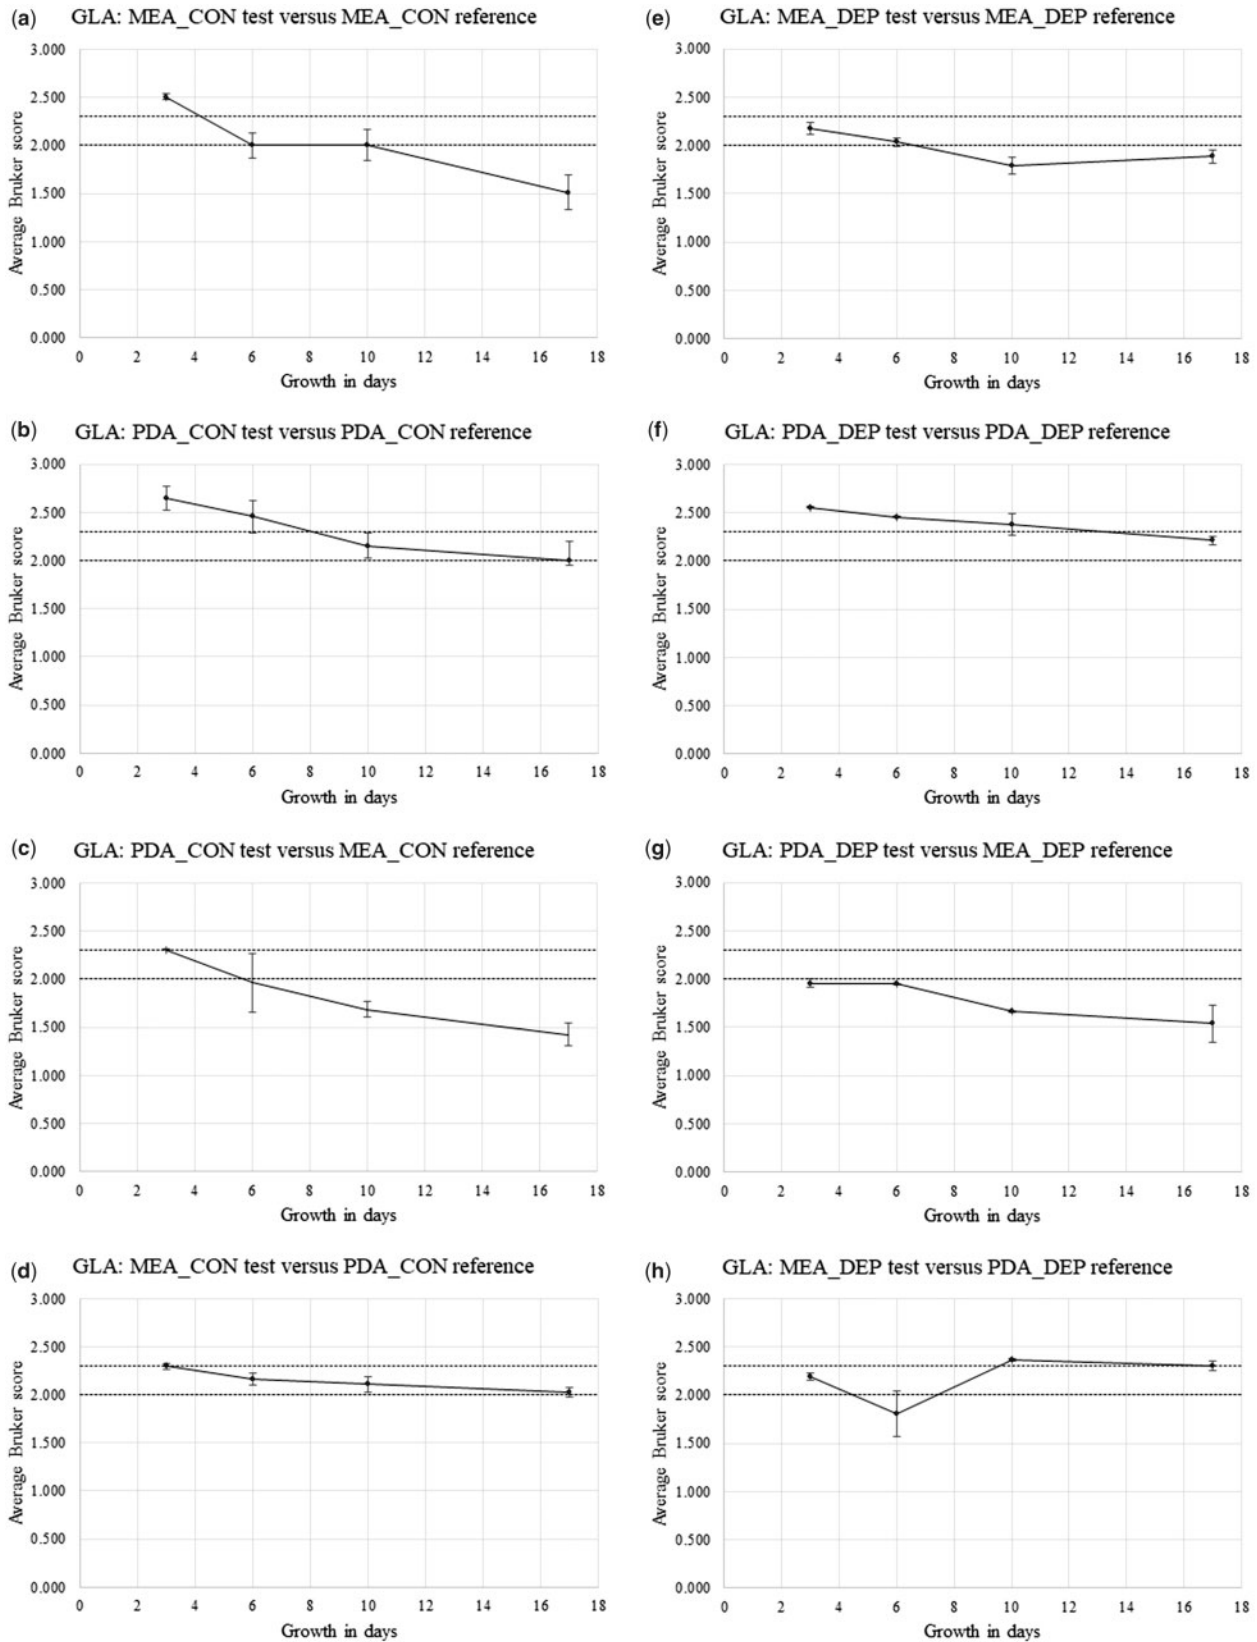 (a) GLA: MEA_CON test versus MEA_CON reference
3.000
2.500
2.000
1.500
1.000
0.500
0.000
Average Bruker score
0 2 4 6 8 10 12 14 16 18
Growth in days
(e) GLA: MEA_DEP test versus MEA_DEP reference
3.000
2.500
2.000
1.500
1.000
0.500
0.000
Average Bruker score
0 2 4 6 8 10 12 14 16 18
Growth in days
(b) GLA: PDA_CON test versus PDA_CON reference
3.000
2.500
2.000
1.500
1.000
0.500
0.000
Average Bruker score
0 2 4 6 8 10 12 14 16 18
Growth in days
(f) GLA: PDA_DEP test versus PDA_DEP reference
3.000
2.500
2.000
1.500
1.000
0.500
0.000
Average Bruker score
0 2 4 6 8 10 12 14 16 18
Growth in days
(c) GLA: PDA_CON test versus MEA_CON reference
3.000
2.500
2.000
1.500
1.000
0.500
0.000
Average Bruker score
0 2 4 6 8 10 12 14 16 18
Growth in days
(g) GLA: PDA_DEP test versus MEA_DEP reference
3.000
2.500
2.000
1.500
1.000
0.500
0.000
Average Bruker score
0 2 4 6 8 10 12 14 16 18
Growth in days
(d) GLA: MEA_CON test versus PDA_CON reference
3.000
2.500
2.000
1.500
1.000
0.500
0.000
Average Bruker score
0 2 4 6 8 10 12 14 16 18
Growth in days
(h) GLA: MEA_DEP test versus PDA_DEP reference
3.000
2.500
2.000
1.500
1.000
0.500
0.000
Average Bruker score
0 2 4 6 8 10 12 14 16 18
Growth in days